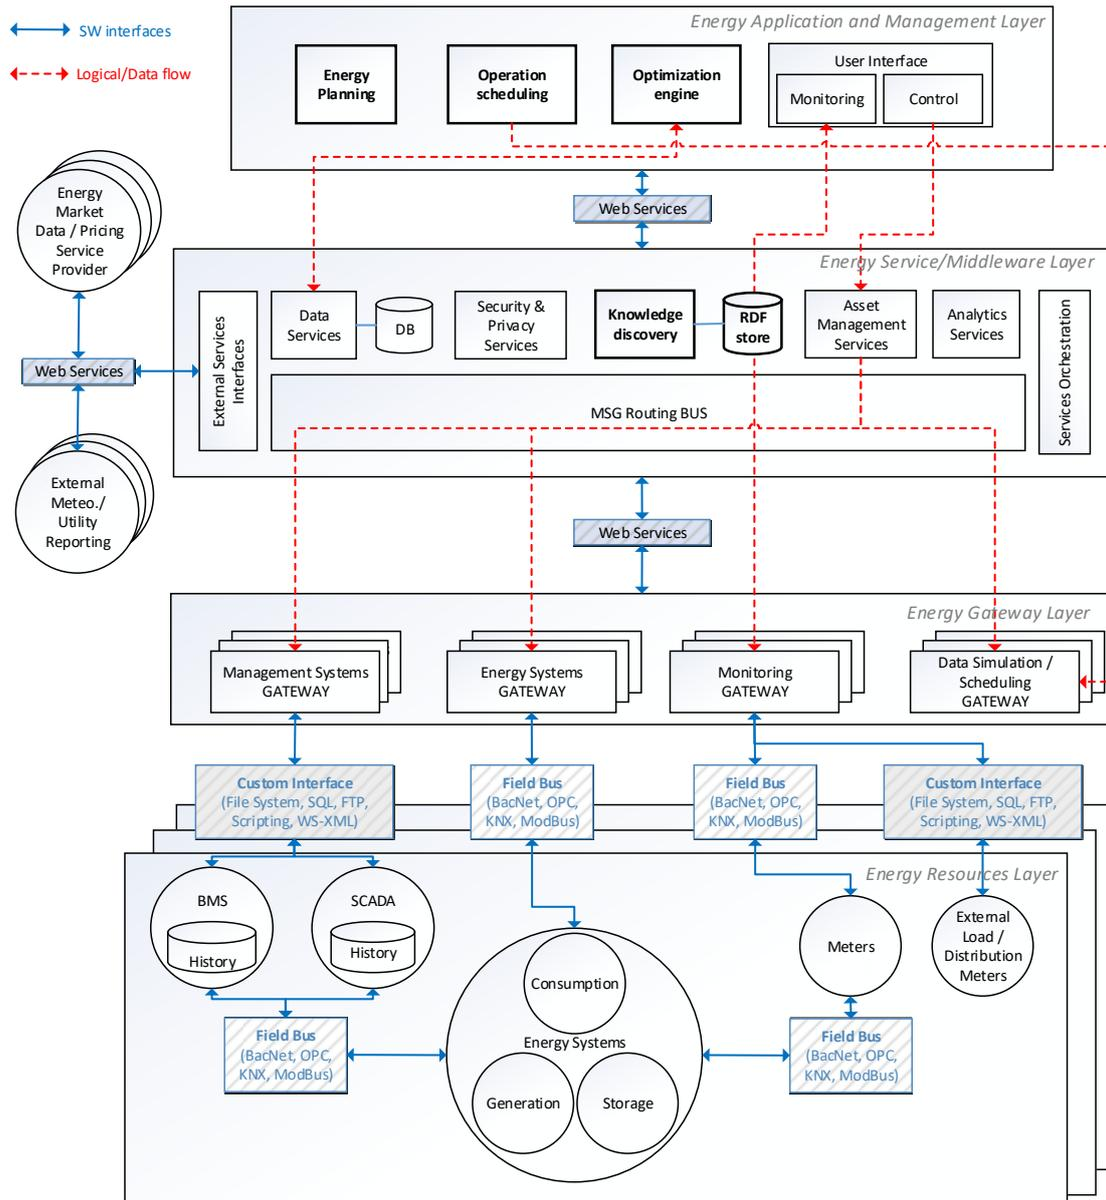 SW interfaces
Logical/Data flow
Energy Application and Management Layer
Energy
Planning
Operation
scheduling
Optimization
engine
User Interface
Monitoring
Control
Web Services
Energy
Market
Data / Pricing
Service
Provider
Web Services
External
Meteo./
Utility
Reporting
Energy Service/Middleware Layer
External Services
Interfaces
Data
Services
DB
Security &
Privacy
Services
Knowledge
discovery
RDF
store
Asset
Management
Services
Analytics
Services
Services Orchestration
MSG Routing BUS
Web Services
Energy Gateway Layer
Management Systems
GATEWAY
Energy Systems
GATEWAY
Monitoring
GATEWAY
Data Simulation /
Scheduling
GATEWAY
Custom Interface
(File System, SQL, FTP,
Scripting, WS-XML)
Field Bus
(BacNet, OPC,
KNX, ModBus)
Field Bus
(BacNet, OPC,
KNX, ModBus)
Custom Interface
(File System, SQL, FTP,
Scripting, WS-XML)
Energy Resources Layer
BMS
History
SCADA
History
Meters
External
Load /
Distribution
Meters
Consumption
Energy Systems
Generation
Storage
Field Bus
(BacNet, OPC,
KNX, ModBus)
Field Bus
(BacNet, OPC,
KNX, ModBus)